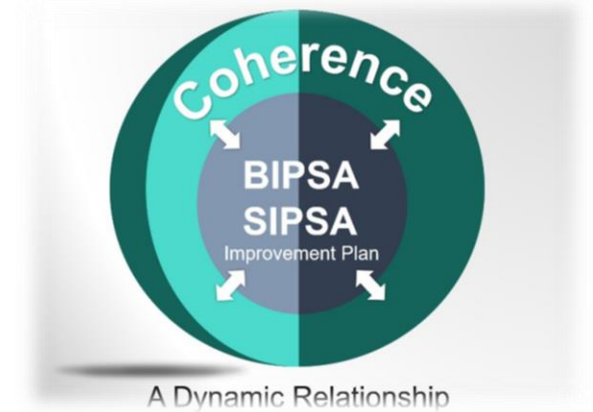 Coherence
BIPSA
SIPSA
Improvement Plan
A Dynamic Relationship